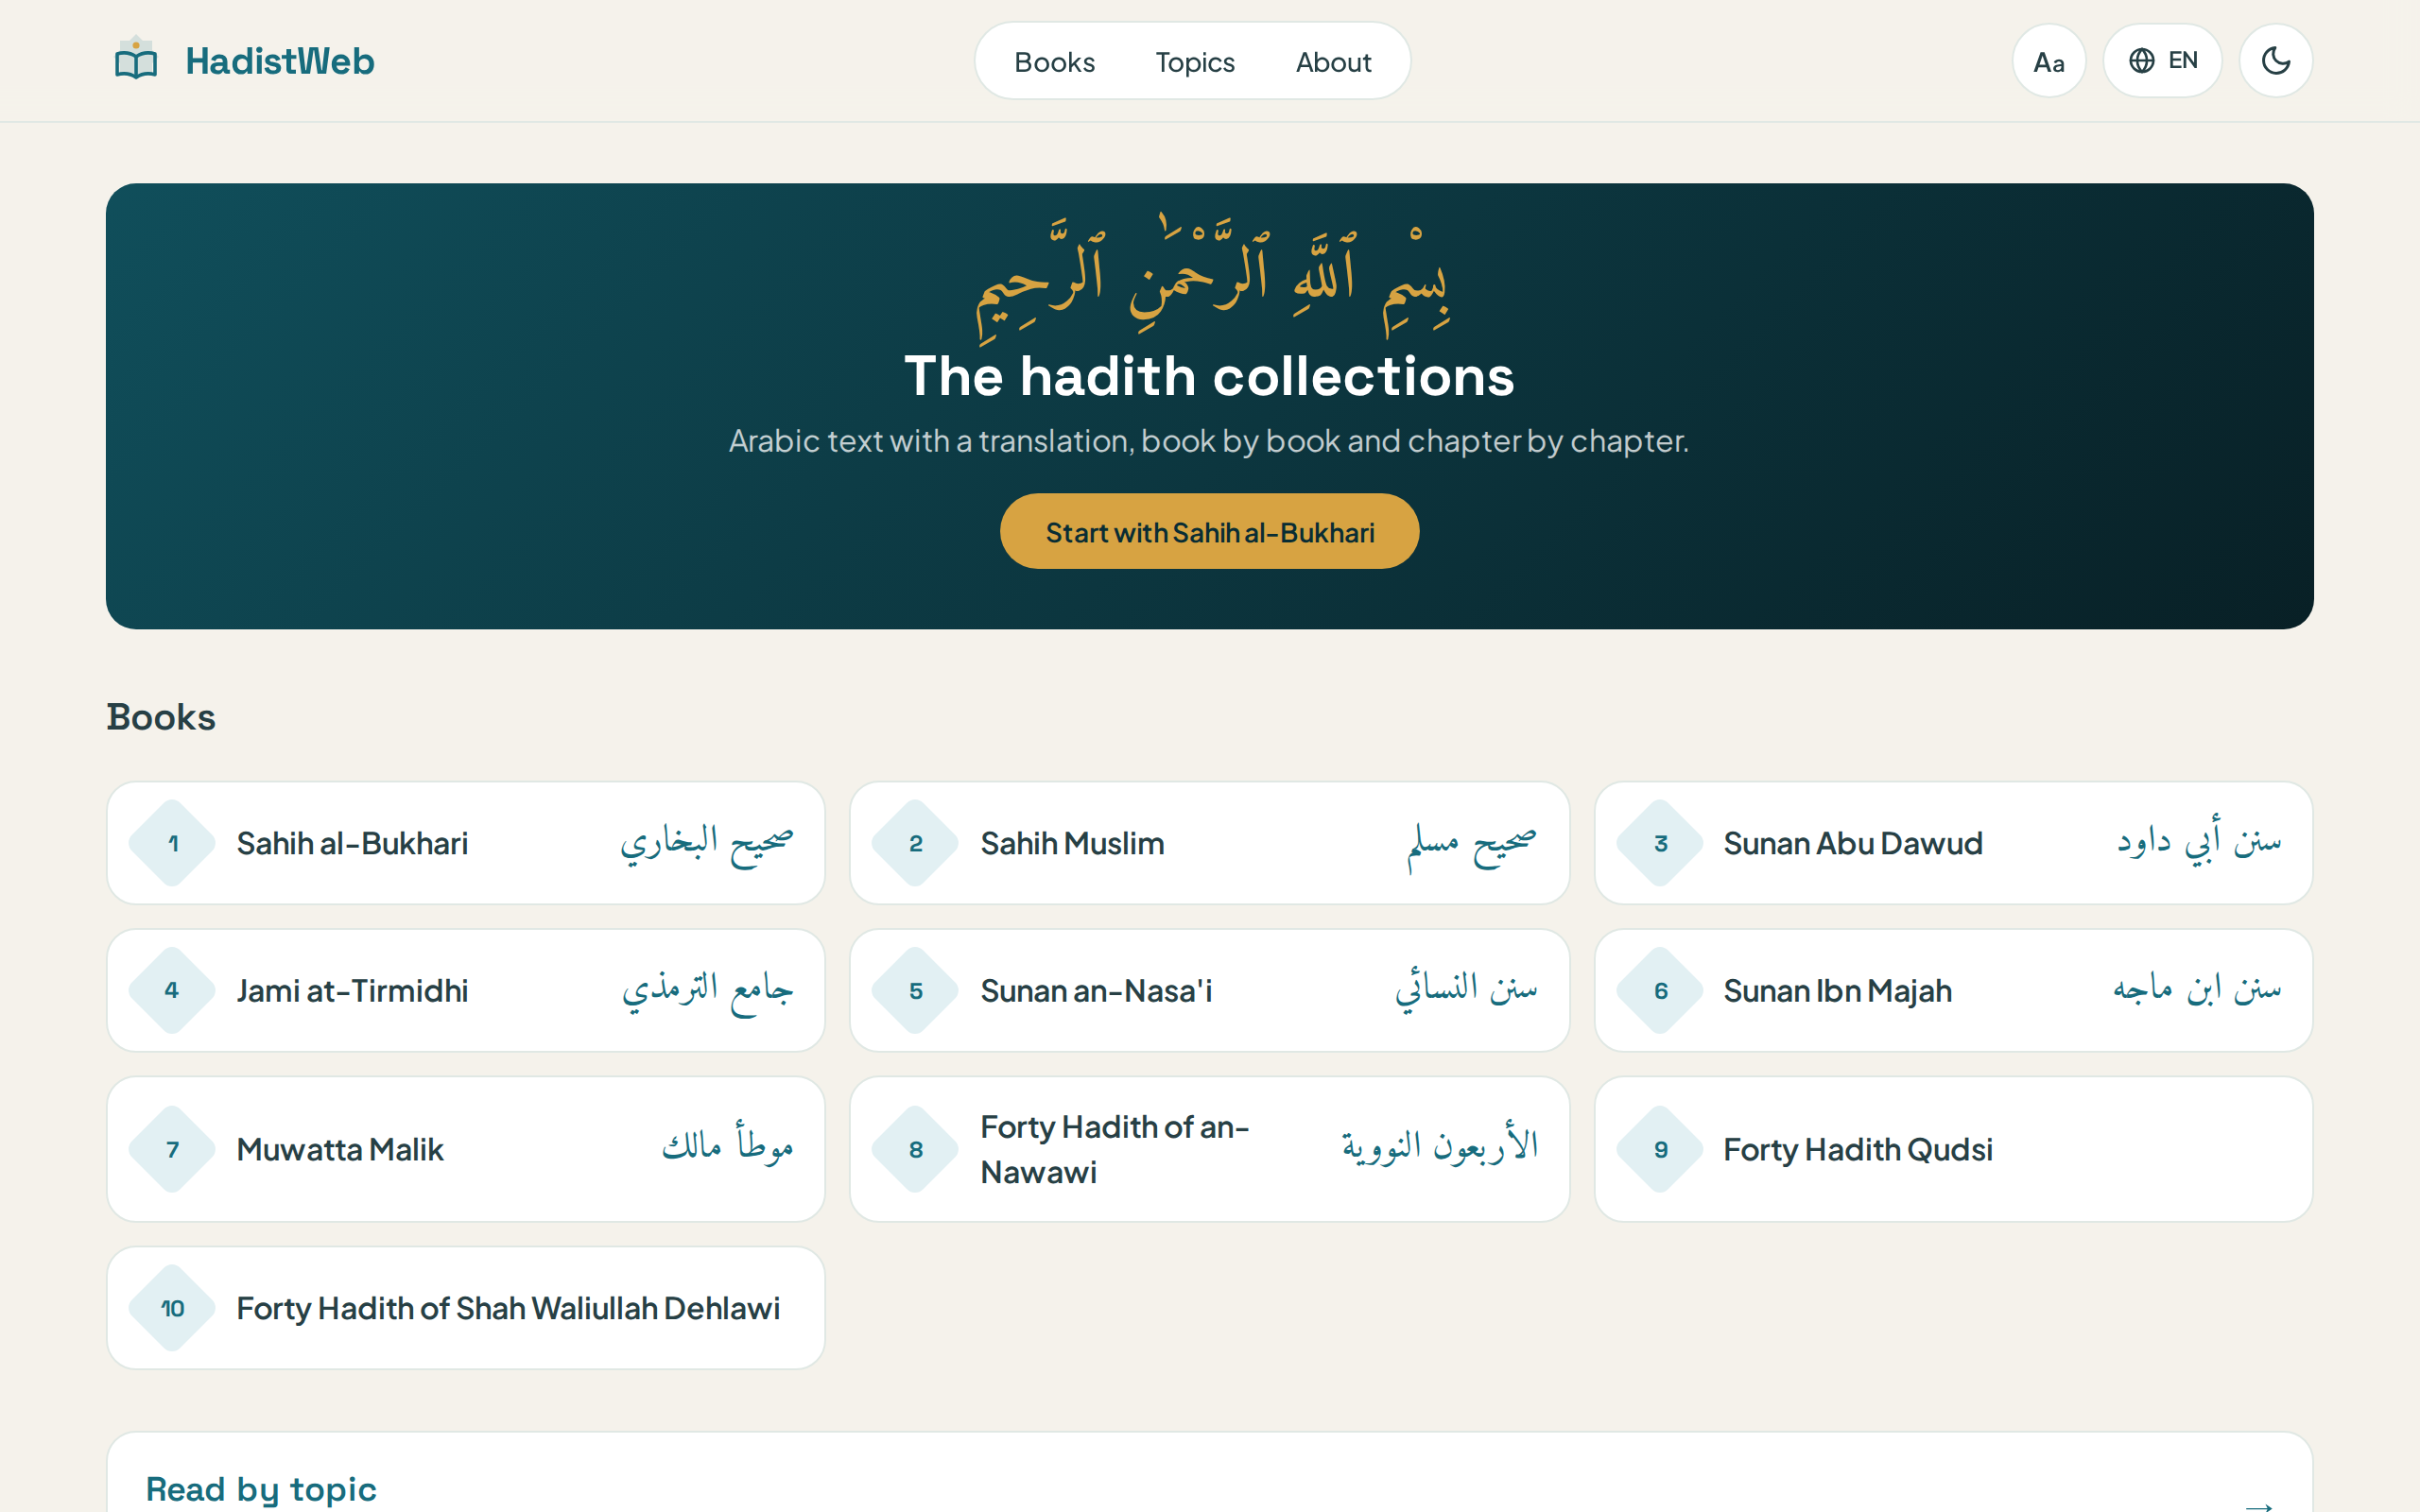 HadistWeb
Books
Topics
About
Aa
EN
بِسْمِ ٱللَّهِ ٱلرَّحْمَٰنِ ٱلرَّحِيمِ
The hadith collections
Arabic text with a translation, book by book and chapter by chapter.
Start with Sahih al-Bukhari
Books
1 Sahih al-Bukhari صحيح البخاري
2 Sahih Muslim صحيح مسلم
3 Sunan Abu Dawud سنن أبي داود
4 Jami at-Tirmidhi جامع الترمذي
5 Sunan an-Nasa'i سنن النسائي
6 Sunan Ibn Majah سنن ابن ماجه
7 Muwatta Malik موطأ مالك
8 Forty Hadith of an-
Nawawi الأربعون النووية
9 Forty Hadith Qudsi
10 Forty Hadith of Shah Waliullah Dehlawi
Read by topic
→